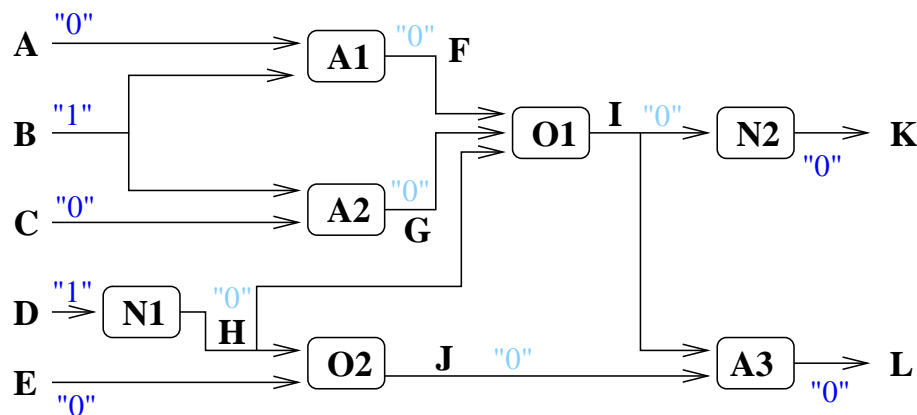 A "0" A1 "0" F
B "1" O1 I "0" N2 "0" K
C "0" A2 "0" G
D "1" N1 "0" H
E "0" O2 J "0" A3 "0" L